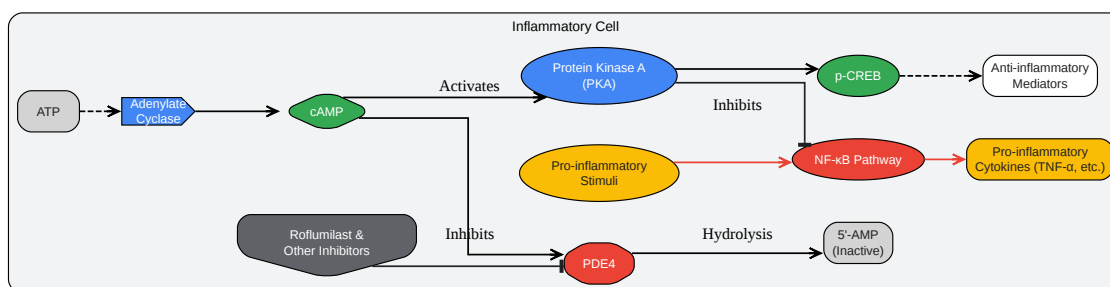 Inflammatory Cell
ATP
Adenylate
Cyclase
cAMP
Activates
Protein Kinase A
(PKA)
p-CREB
Anti-inflammatory
Mediators
Inhibits
Pro-inflammatory
Stimuli
NF-κB Pathway
Pro-inflammatory
Cytokines (TNF-α, etc.)
Roflumilast &
Other Inhibitors
Inhibits
PDE4
Hydrolysis
5'-AMP
(Inactive)